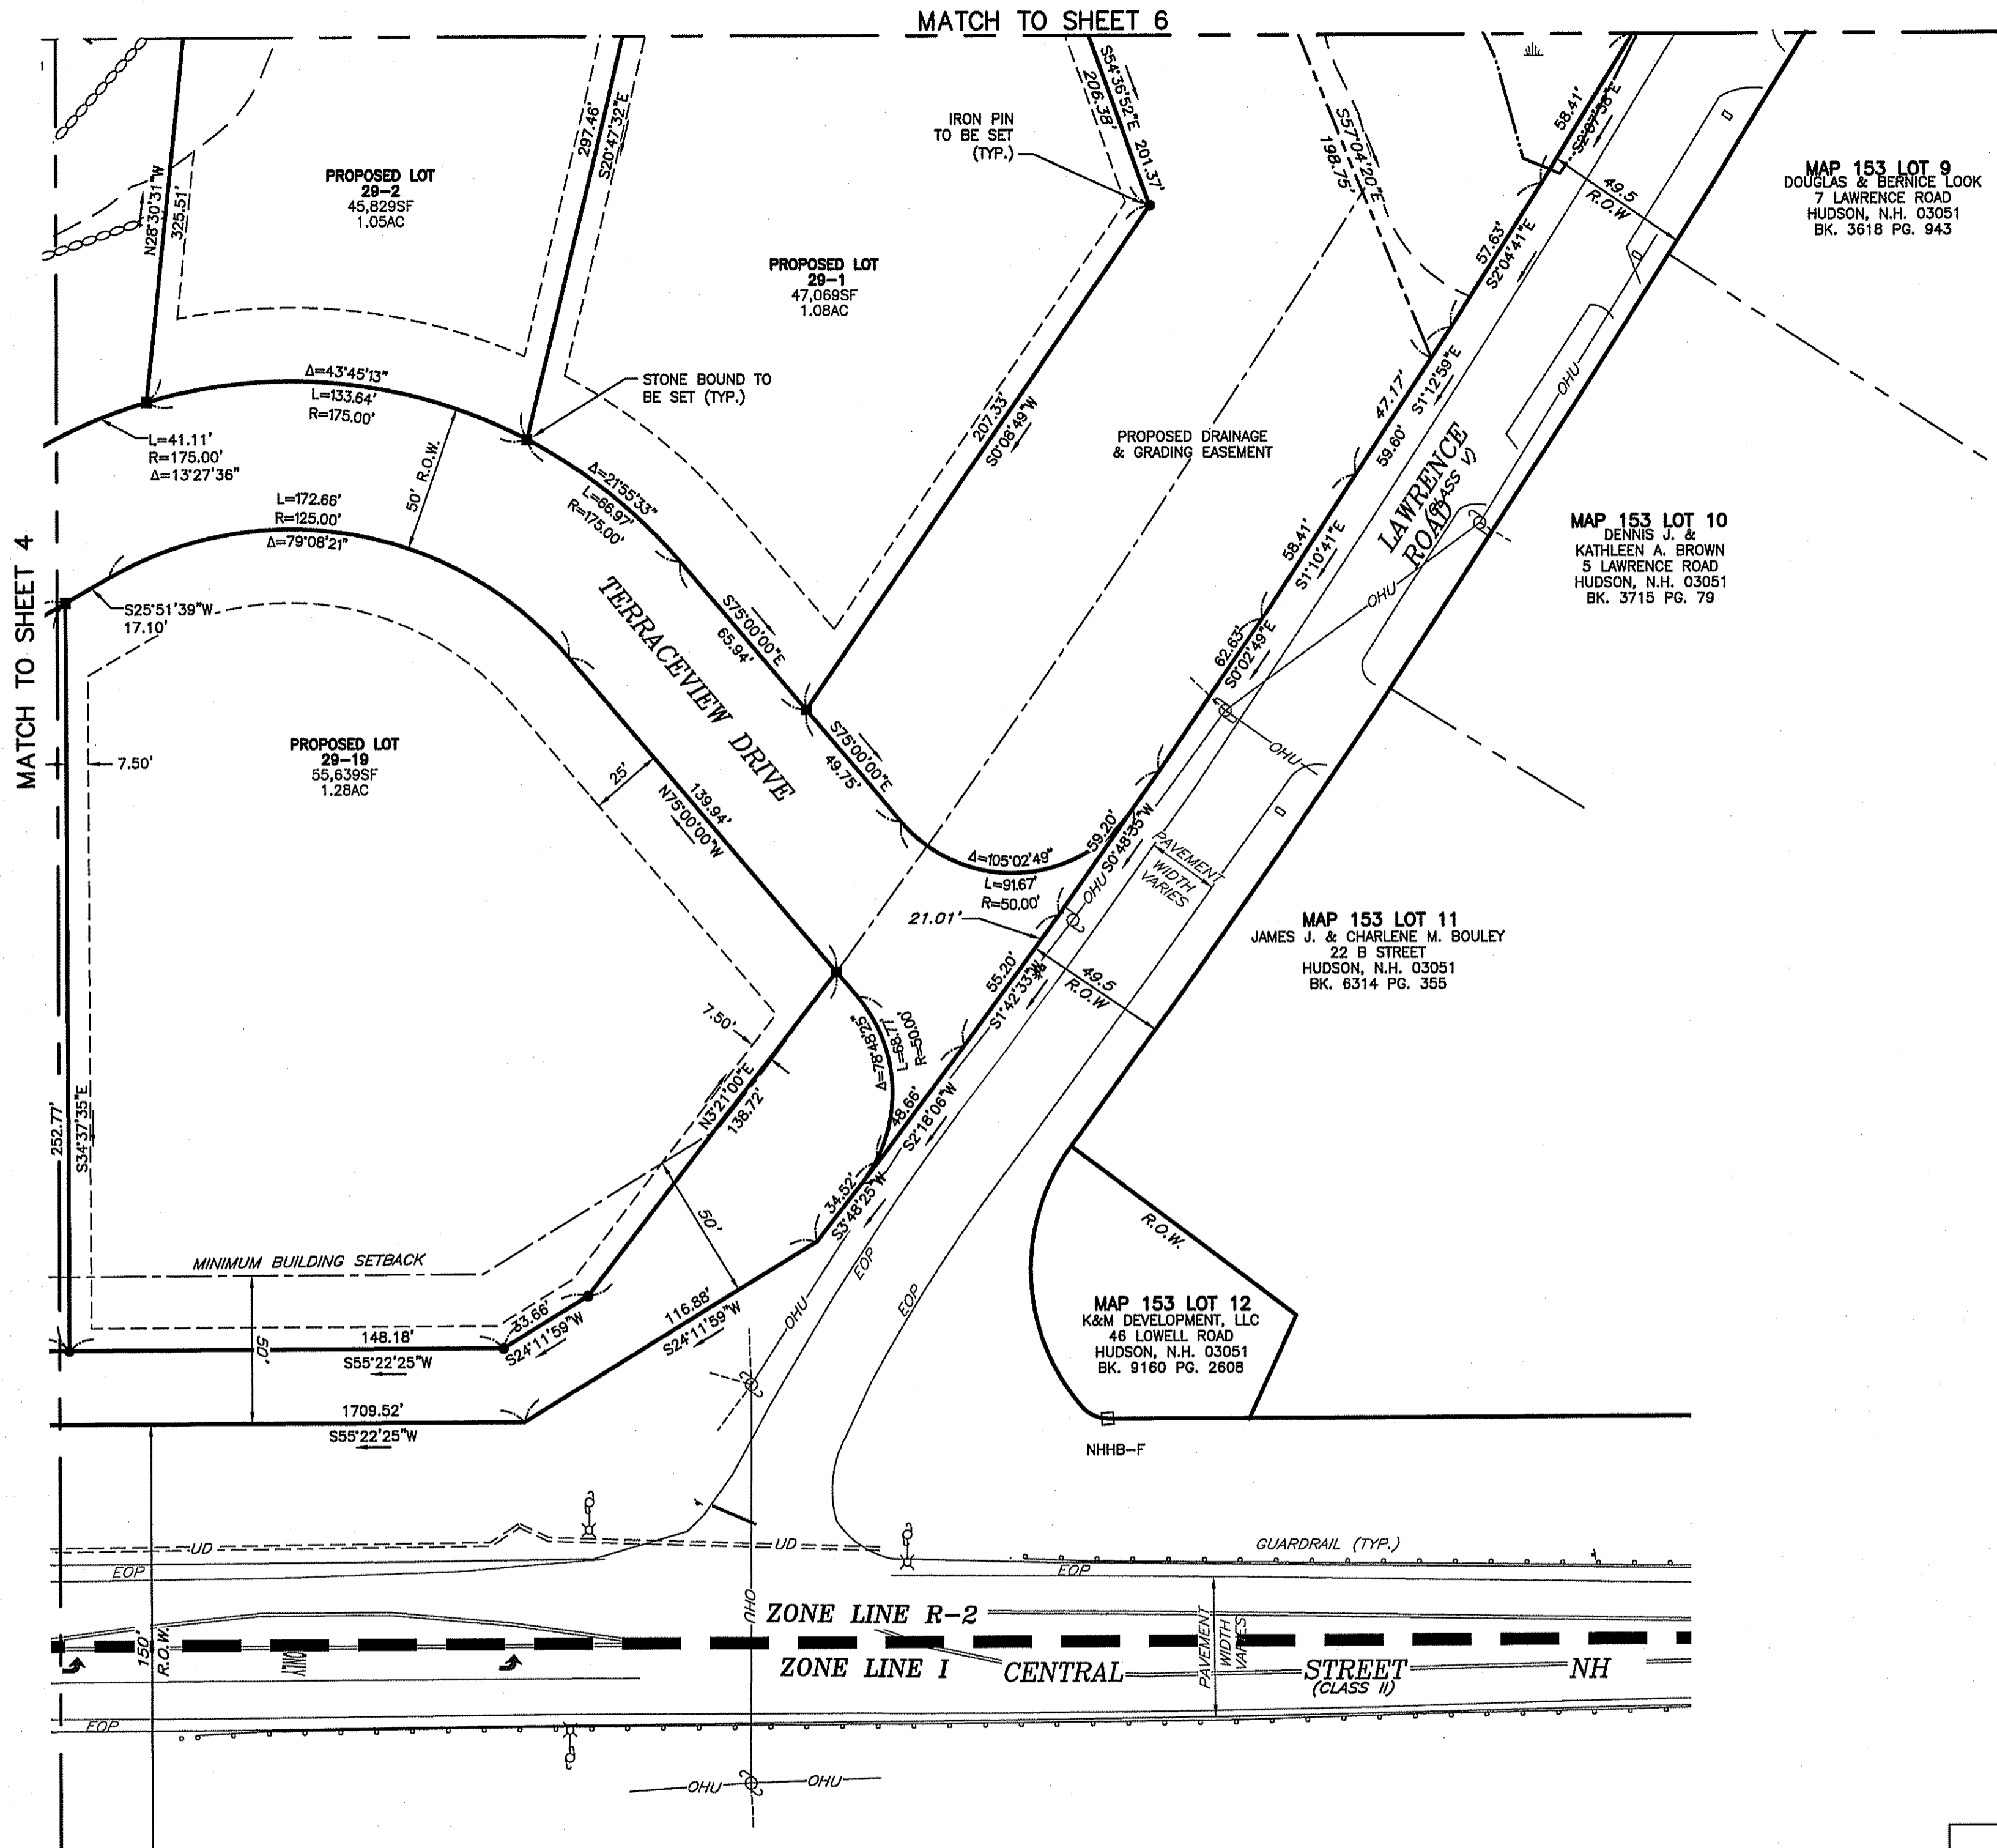 MATCH TO SHEET 6
MATCH TO SHEET 4
N28°30'31"W
325.51'
PROPOSED LOT
29-2
45,829SF
1.05AC
297.46'
S20°47'32"E
PROPOSED LOT
29-1
47,069SF
1.08AC
IRON PIN
TO BE SET
(TYP.)
S54°36'52"E 201.37'
206.38'
S57°04'20"E
198.75'
58.41'
S2°07'38"E
49.5
R.O.W
MAP 153 LOT 9
DOUGLAS & BERNICE LOOK
7 LAWRENCE ROAD
HUDSON, N.H. 03051
BK. 3618 PG. 943
57.63'
S2°04'41"E
47.17'
S1°12'59"E
59.60'
OHU
Δ=43°45'13"
L=133.64'
R=175.00'
STONE BOUND TO
BE SET (TYP.)
L=41.11'
R=175.00'
Δ=13°27'36"
50' R.O.W.
L=172.66'
R=125.00'
Δ=79°08'21"
Δ=21°55'33"
L=66.97'
R=175.00'
207.33'
S0°08'49"W
PROPOSED DRAINAGE
& GRADING EASEMENT
LAWRENCE
ROAD
(CLASS V)
58.41'
S1°10'41"E
OHU
MAP 153 LOT 10
DENNIS J. &
KATHLEEN A. BROWN
5 LAWRENCE ROAD
HUDSON, N.H. 03051
BK. 3715 PG. 79
S25°51'39"W
17.10'
TERRACEVIEW DRIVE
S75°00'00"E
65.94'
62.63'
S0°02'49"E
OHU
7.50'
PROPOSED LOT
29-19
55,639SF
1.28AC
25'
139.94'
N75°00'00"W
S75°00'00"E
49.75'
Δ=105°02'49"
L=91.67'
R=50.00'
59.20'
S0°48'35"W
OHU
PAVEMENT
WIDTH
VARIES
21.01'
MAP 153 LOT 11
JAMES J. & CHARLENE M. BOULEY
22 B STREET
HUDSON, N.H. 03051
BK. 6314 PG. 355
55.20'
S1°42'33"W
49.5
R.O.W
7.50'
Δ=78°48'25"
L=68.77'
R=50.00'
N3°21'00"E
138.72'
48.66'
S2°18'06"W
252.77'
S34°37'35"E
34.52'
S3°48'25"W
50'
R.O.W.
MINIMUM BUILDING SETBACK
EOP
EOP
OHU
33.66'
S24°11'59"W
116.88'
S24°11'59"W
148.18'
S55°22'25"W
50'
MAP 153 LOT 12
K&M DEVELOPMENT, LLC
46 LOWELL ROAD
HUDSON, N.H. 03051
BK. 9160 PG. 2608
1709.52'
S55°22'25"W
NHHB-F
UD
UD
GUARDRAIL (TYP.)
EOP
EOP
OHU
ZONE LINE R-2
150'
R.O.W.
ONLY
ZONE LINE I
CENTRAL STREET NH
(CLASS II)
PAVEMENT
WIDTH
VARIES
EOP
OHU OHU